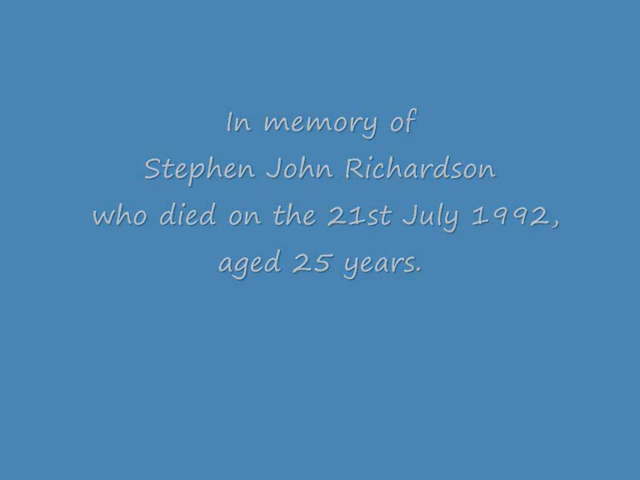 In memory of
Stephen John Richardson
who died on the 21st July 1992,
aged 25 years.